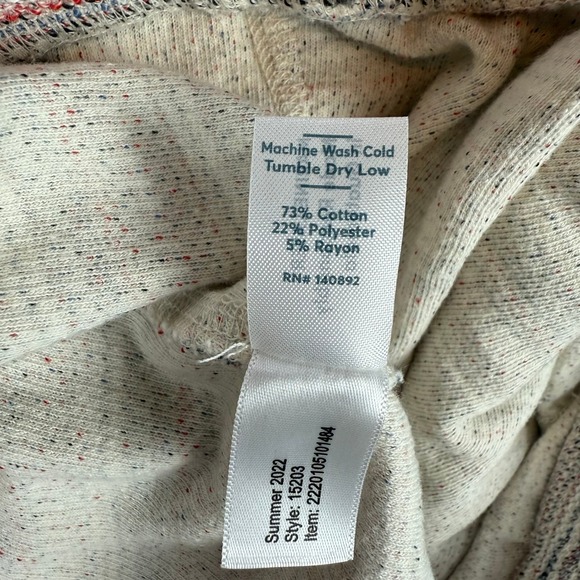 Machine Wash Cold
Tumble Dry Low
73% Cotton
22% Polyester
5% Rayon
RN# 140892
Summer 2022
Style: 15203
Item: 2220105101484